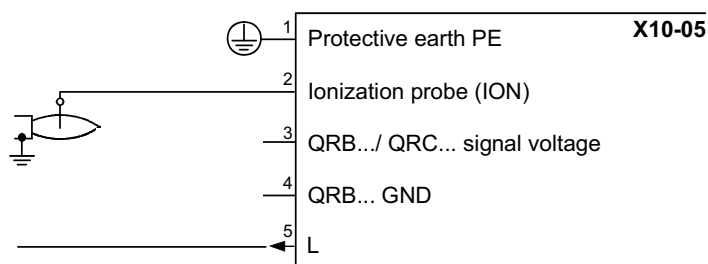 X10-05
1 Protective earth PE
2 Ionization probe (ION)
3 QRB.../ QRC... signal voltage
4 QRB... GND
5 L